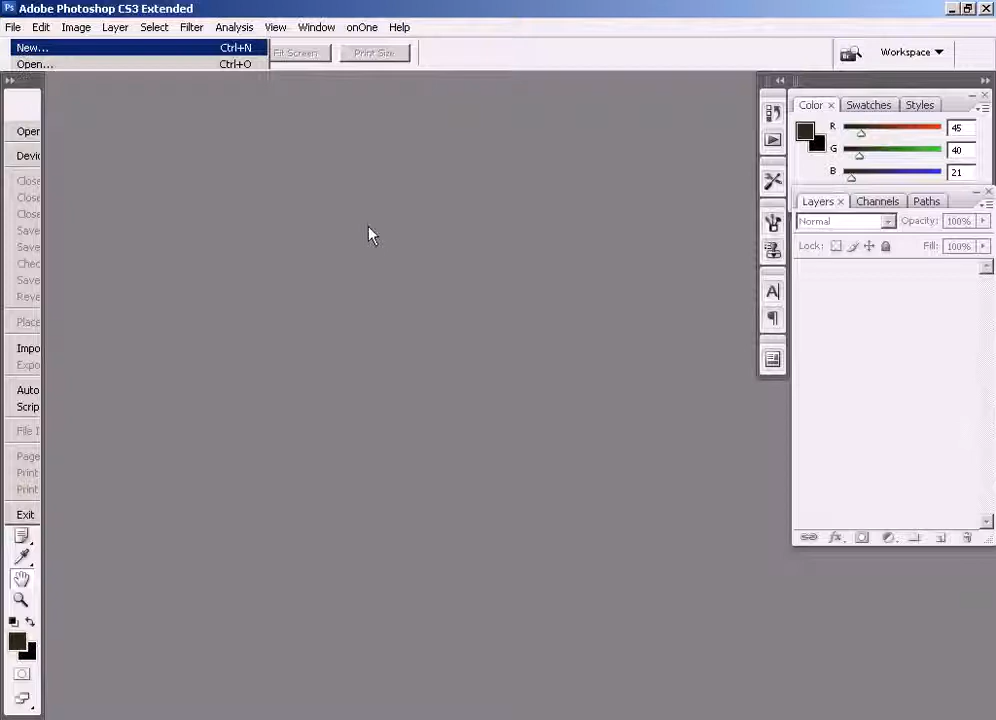 Adobe Photoshop CS3 Extended
File Edit Image Layer Select Filter Analysis View Window onOne Help
New... Ctrl+N
Fit Screen Print Size Workspace
Open... Ctrl+O
Color Swatches Styles
R 45
G 40
B 21
Open
Devic
Close
Close
Close
Save
Save
Chec
Save
Reve
Place
Impo
Expo
Auto
Scrip
File I
Page
Print
Print
Exit
Layers Channels Paths
Normal Opacity: 100%
Lock: Fill: 100%